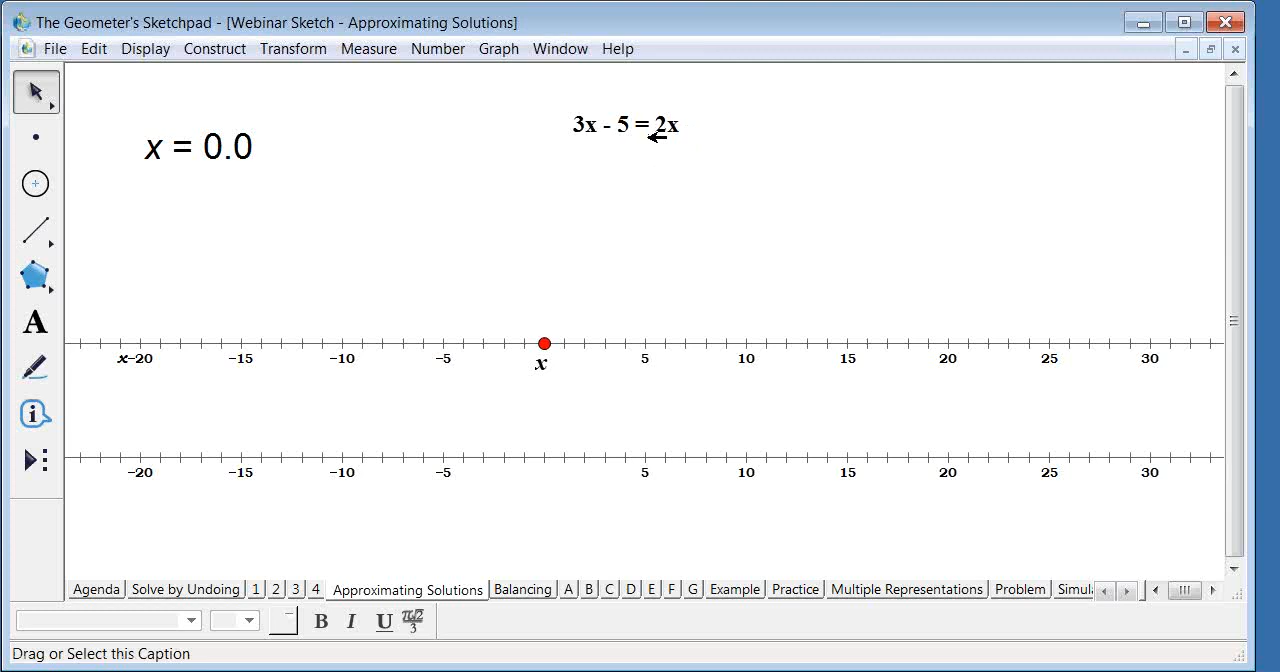 The Geometer's Sketchpad - [Webinar Sketch - Approximating Solutions]
File Edit Display Construct Transform Measure Number Graph Window Help
3x - 5 = 2x
x = 0.0
A
i
x -20 -15 -10 -5 5 10 15 20 25 30
x
-20 -15 -10 -5 5 10 15 20 25 30
Agenda Solve by Undoing 1 2 3 4 Approximating Solutions Balancing A B C D E F G Example Practice Multiple Representations Problem Simul
B I U π√2/3
Drag or Select this Caption